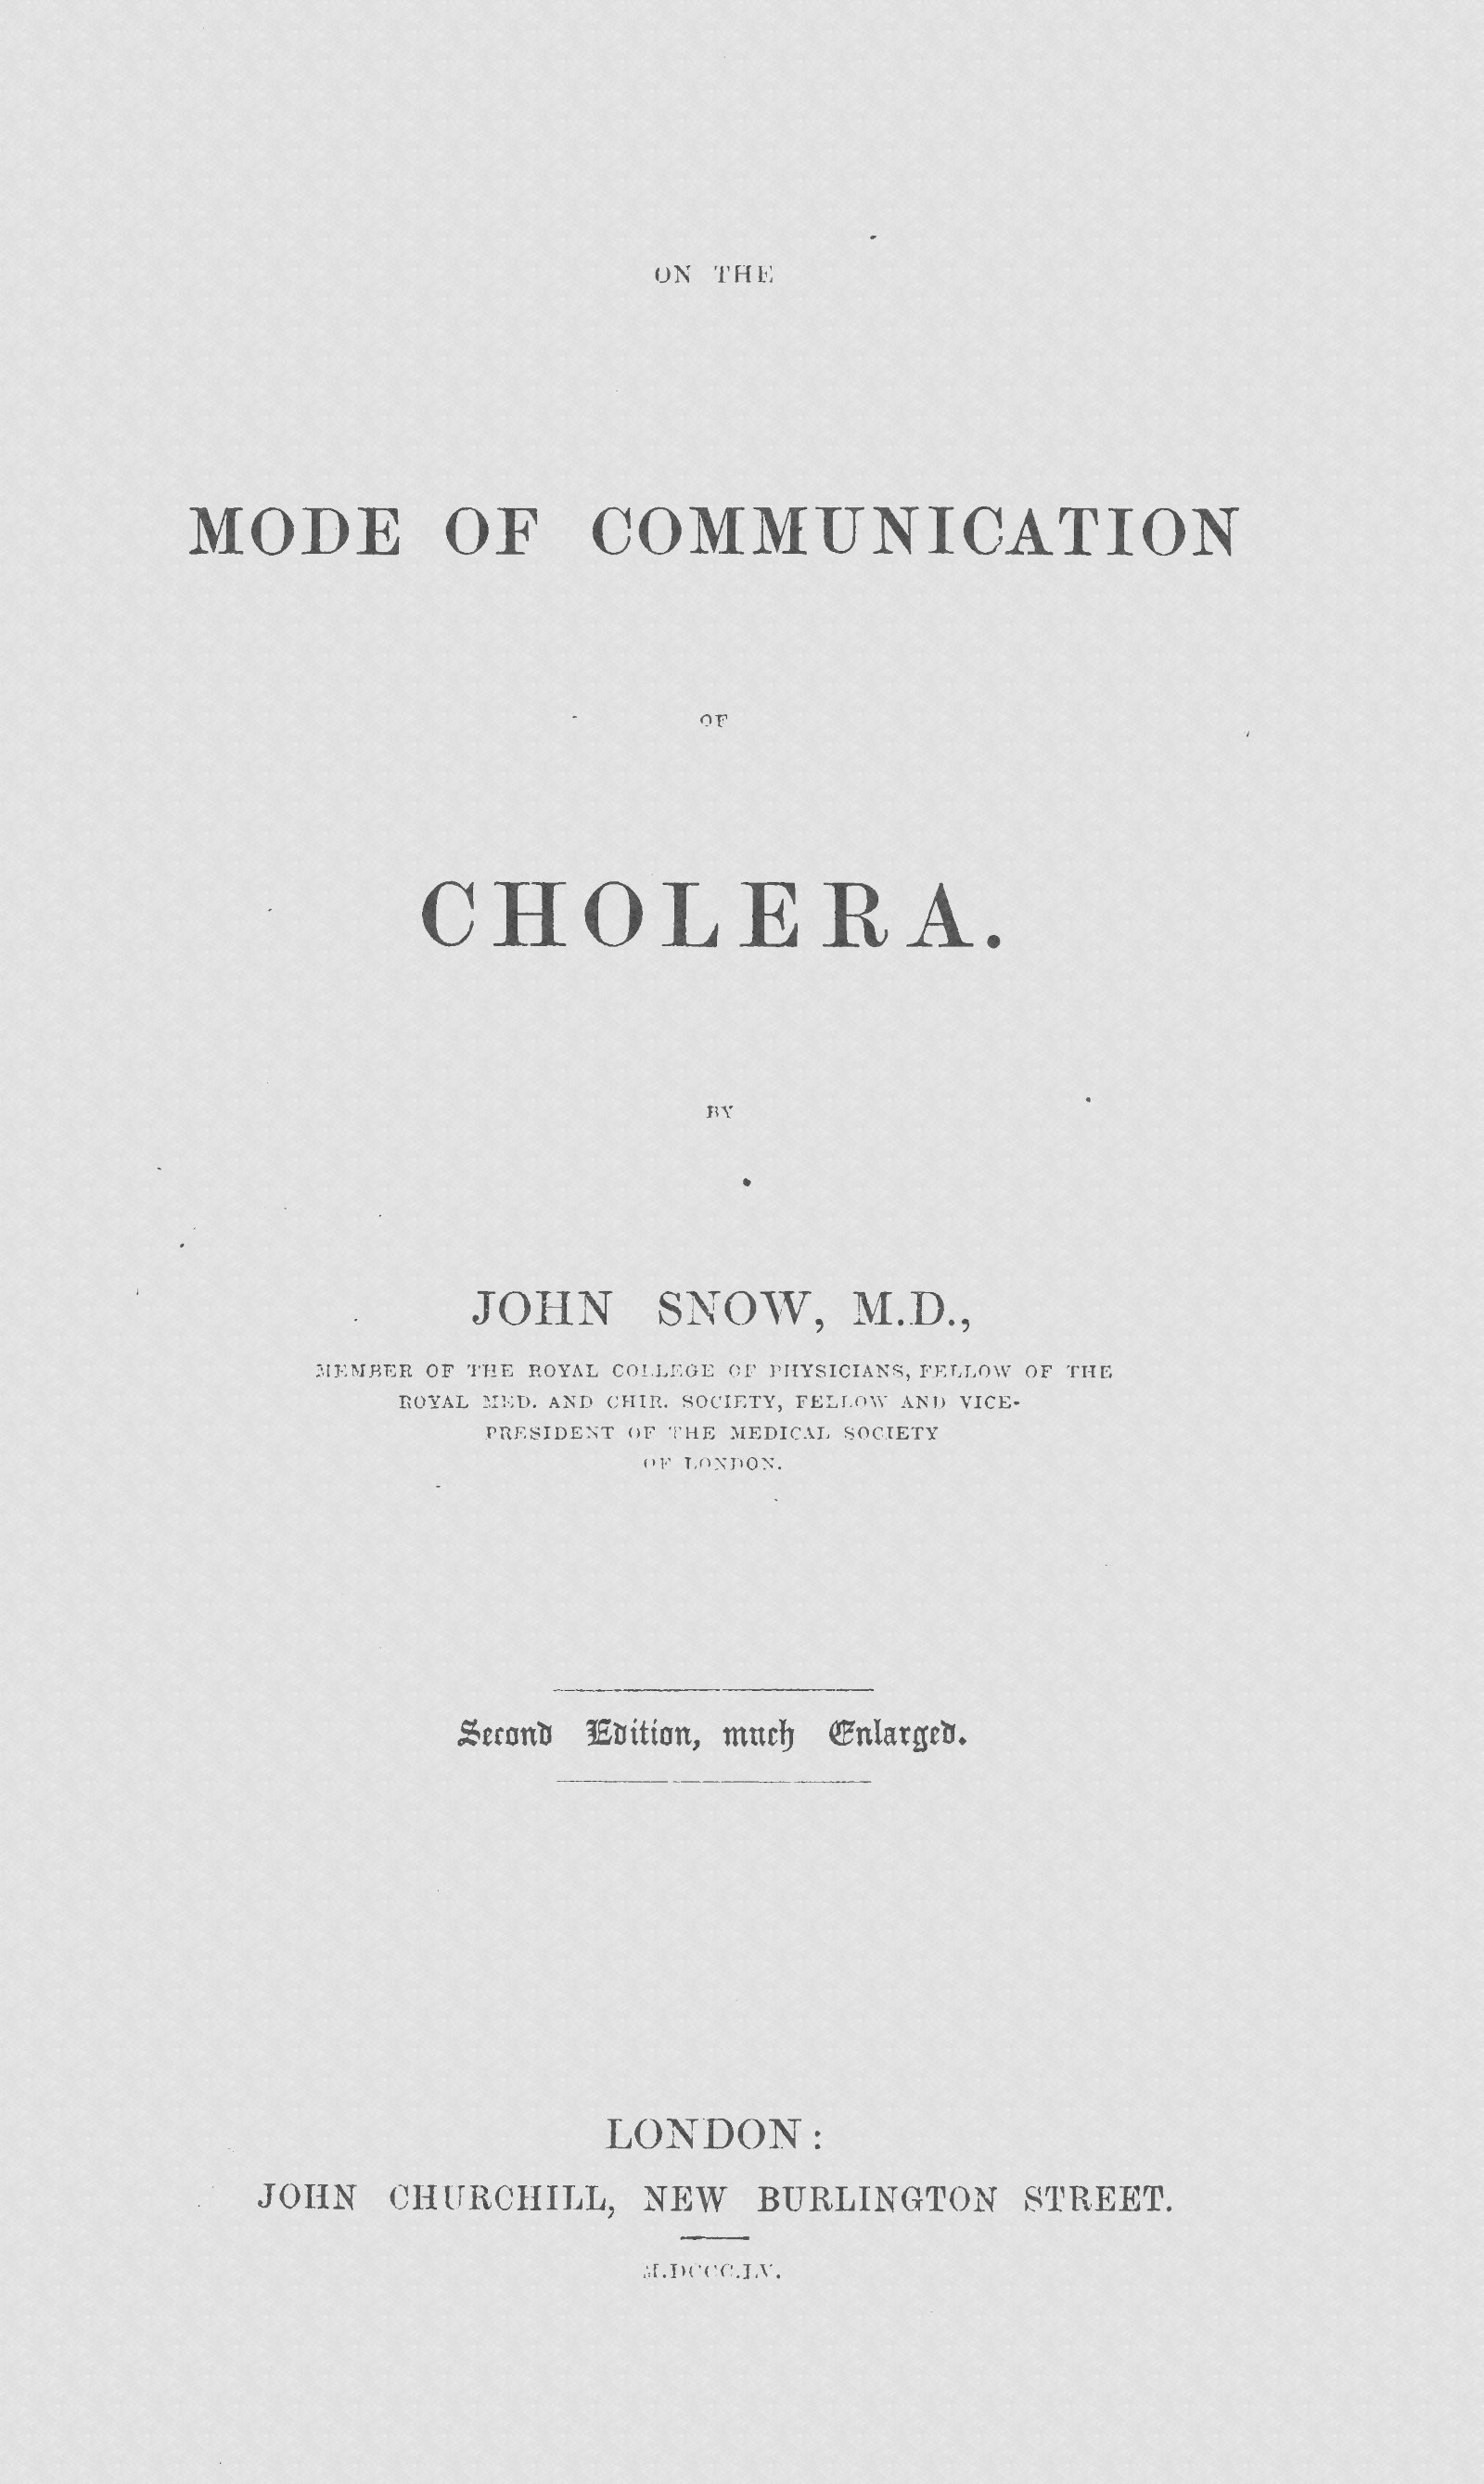 ON THE
MODE OF COMMUNICATION
OF
CHOLERA.
BY
JOHN SNOW, M.D.,
MEMBER OF THE ROYAL COLLEGE OF PHYSICIANS, FELLOW OF THE
ROYAL MED. AND CHIR. SOCIETY, FELLOW AND VICE-
PRESIDENT OF THE MEDICAL SOCIETY
OF LONDON.
Second Edition, much Enlarged.
LONDON:
JOHN CHURCHILL, NEW BURLINGTON STREET.
M.DCCC.LV.